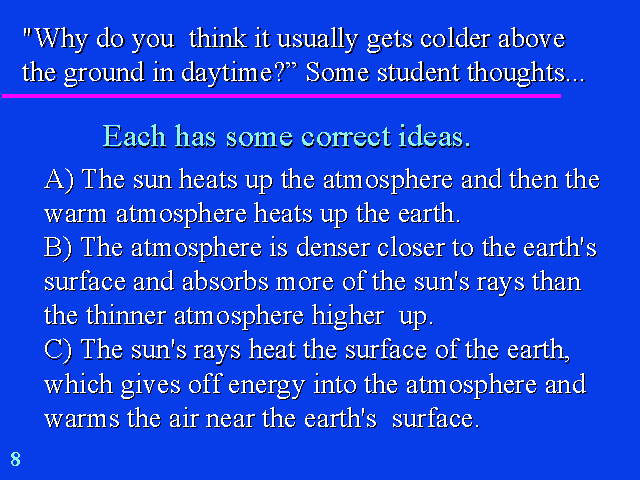 "Why do you  think it usually gets colder above
the ground in daytime?” Some student thoughts...
Each has some correct ideas.
A) The sun heats up the atmosphere and then the
warm atmosphere heats up the earth.
B) The atmosphere is denser closer to the earth's
surface and absorbs more of the sun's rays than
the thinner atmosphere higher  up.
C) The sun's rays heat the surface of the earth,
which gives off energy into the atmosphere and
warms the air near the earth's  surface.
8